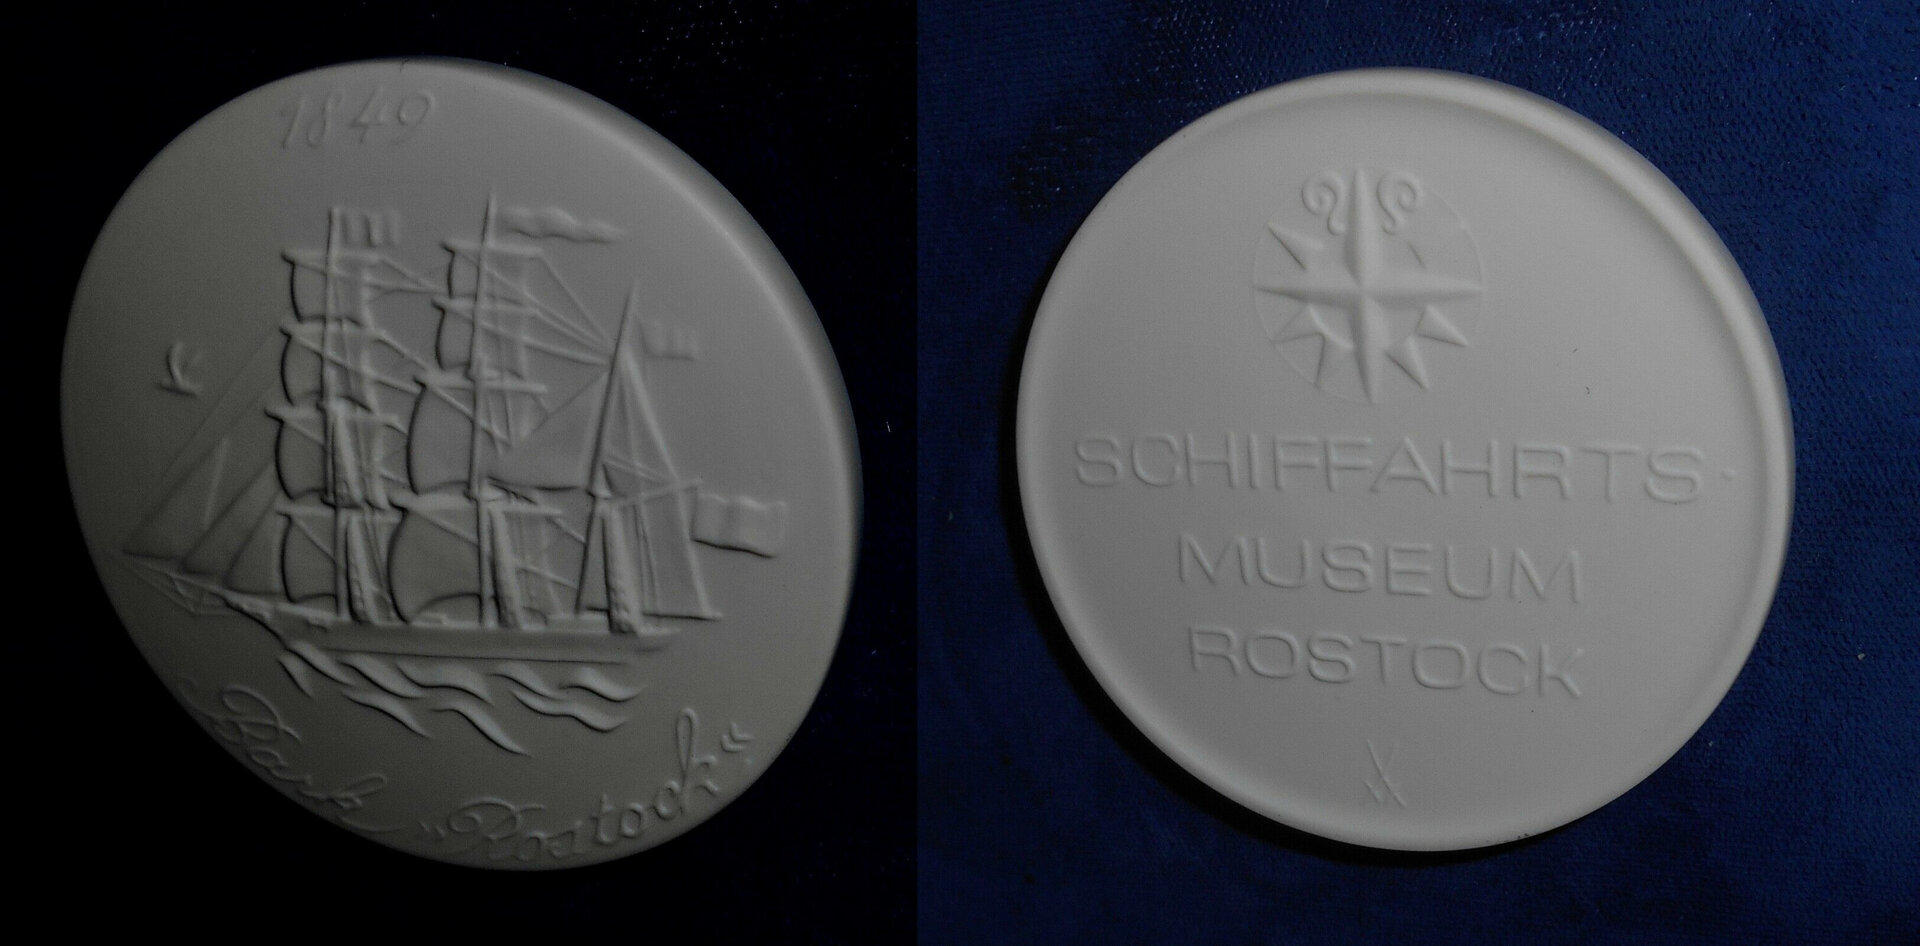 1849
Bark »Rostock«
SCHIFFAHRTS-
MUSEUM
ROSTOCK